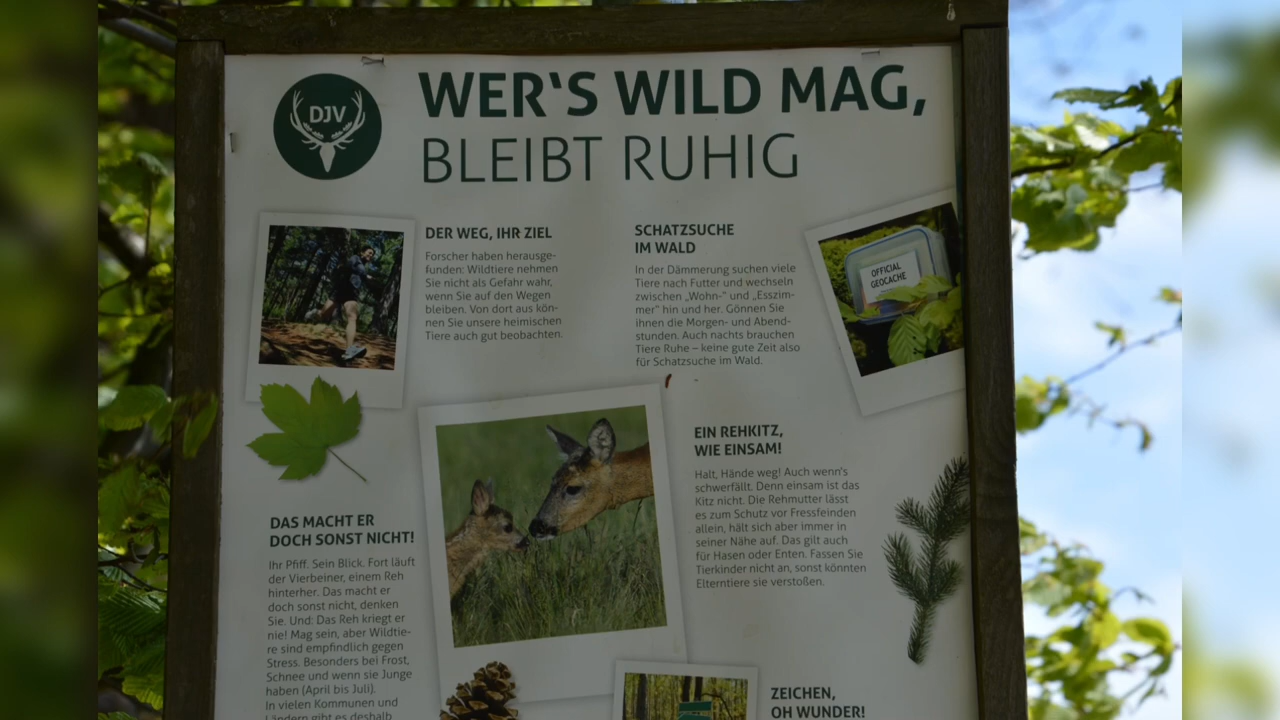 DJV
WER'S WILD MAG,
BLEIBT RUHIG
DER WEG, IHR ZIEL
Forscher haben herausge-
funden: Wildtiere nehmen
Sie nicht als Gefahr wahr,
wenn Sie auf den Wegen
bleiben. Von dort aus kön-
nen Sie unsere heimischen
Tiere auch gut beobachten.
SCHATZSUCHE
IM WALD
In der Dämmerung suchen viele
Tiere nach Futter und wechseln
zwischen „Wohn-" und „Esszim-
mer" hin und her. Gönnen Sie
ihnen die Morgen- und Abend-
stunden. Auch nachts brauchen
Tiere Ruhe – keine gute Zeit also
für Schatzsuche im Wald.
OFFICIAL
GEOCACHE
EIN REHKITZ,
WIE EINSAM!
Halt, Hände weg! Auch wenn's
schwerfällt. Denn einsam ist das
Kitz nicht. Die Rehmutter lässt
es zum Schutz vor Fressfeinden
allein, hält sich aber immer in
seiner Nähe auf. Das gilt auch
für Hasen oder Enten. Fassen Sie
Tierkinder nicht an, sonst könnten
Elterntiere sie verstoßen.
DAS MACHT ER
DOCH SONST NICHT!
Ihr Pfiff. Sein Blick. Fort läuft
der Vierbeiner, einem Reh
hinterher. Das macht er
doch sonst nicht, denken
Sie. Und: Das Reh kriegt er
nie! Mag sein, aber Wildtie-
re sind empfindlich gegen
Stress. Besonders bei Frost,
Schnee und wenn sie Junge
haben (April bis Juli).
In vielen Kommunen und
Ländern gibt es deshalb
ZEICHEN,
OH WUNDER!